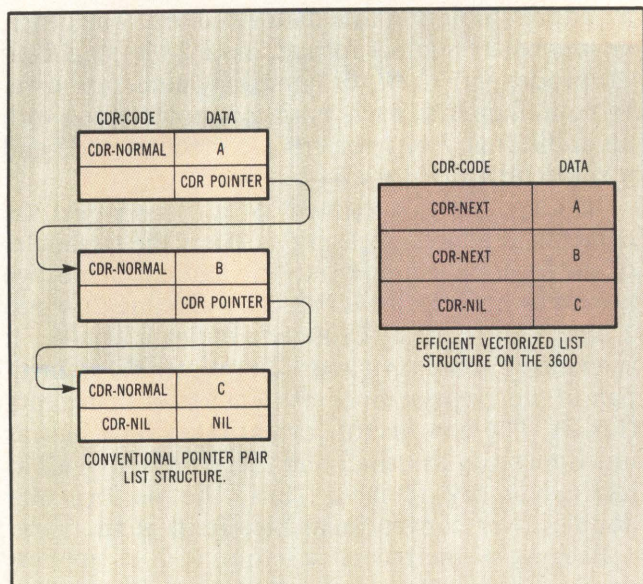 CDR-CODE DATA
CDR-NORMAL A
CDR POINTER
CDR-NORMAL B
CDR POINTER
CDR-NORMAL C
CDR-NIL NIL
CONVENTIONAL POINTER PAIR
LIST STRUCTURE.
CDR-CODE DATA
CDR-NEXT A
CDR-NEXT B
CDR-NIL C
EFFICIENT VECTORIZED LIST
STRUCTURE ON THE 3600